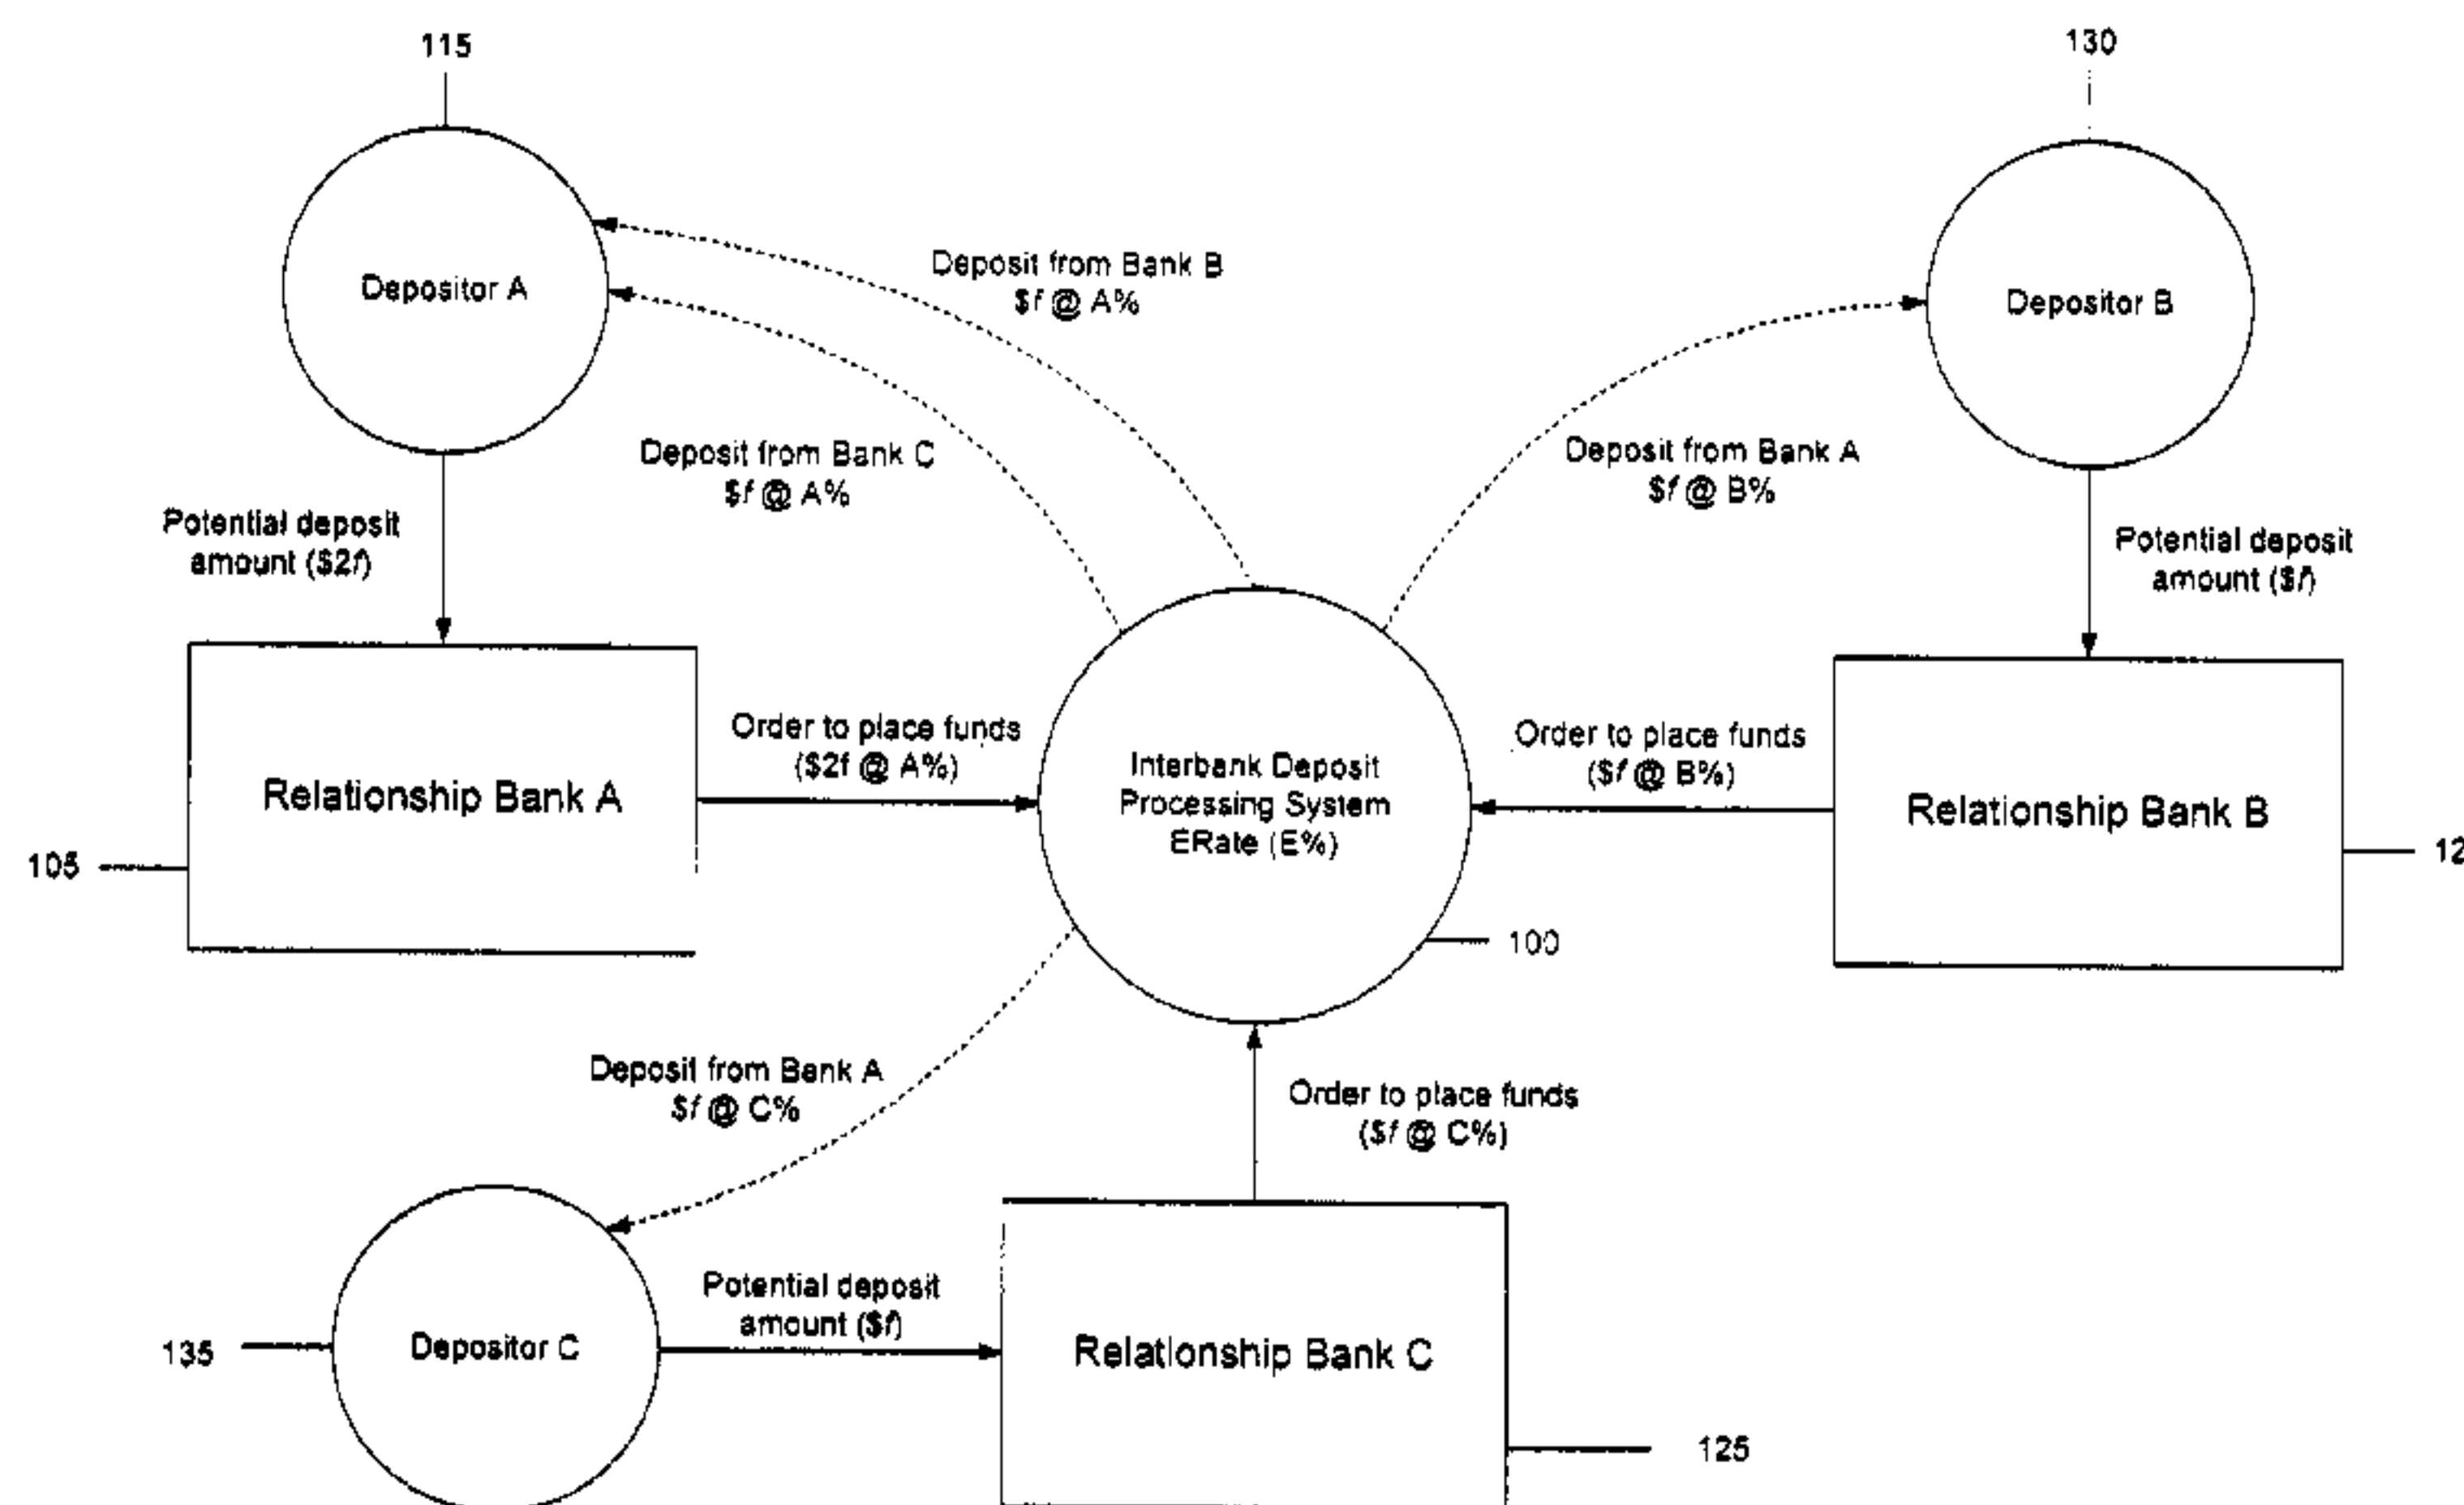 115
130
Depositor A
Deposit from Bank B
$f @ A%
Depositor B
Deposit from Bank C
$f @ A%
Deposit from Bank A
$f @ B%
Potential deposit
amount ($2f)
Potential deposit
amount ($f)
Order to place funds
($2f @ A%)
Order to place funds
($f @ B%)
Relationship Bank A
Interbank Deposit
Processing System
ERate (E%)
Relationship Bank B
105
12
100
Deposit from Bank A
$f @ C%
Order to place funds
($f @ C%)
Potential deposit
amount ($f)
135
Depositor C
Relationship Bank C
125